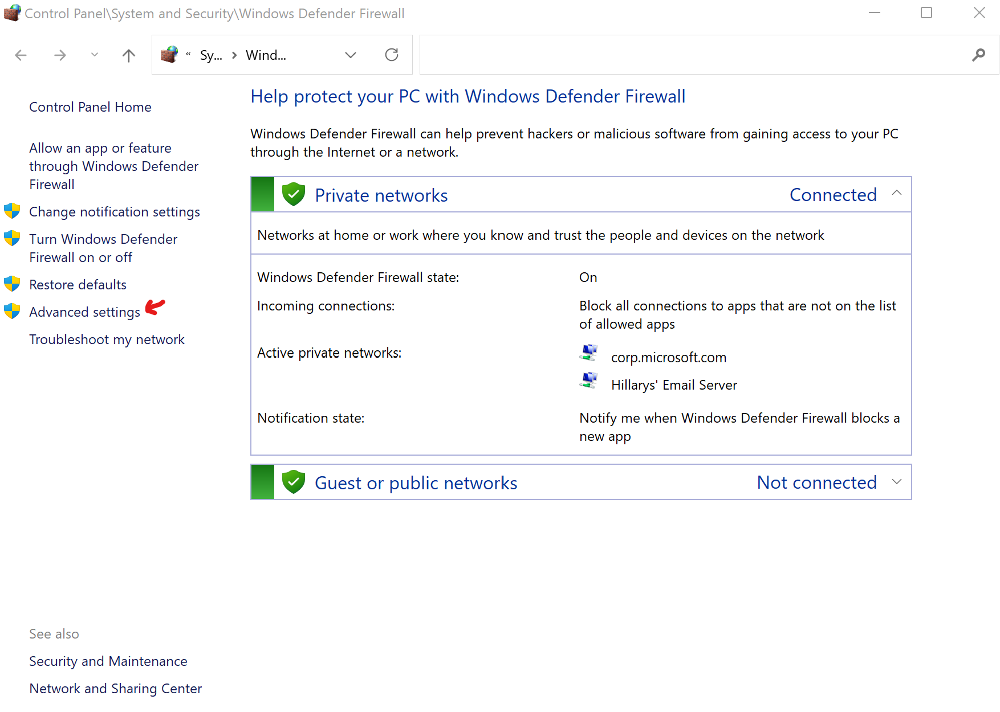 Control Panel\System and Security\Windows Defender Firewall
« Sy... › Wind...
Control Panel Home
Allow an app or feature
through Windows Defender
Firewall
Change notification settings
Turn Windows Defender
Firewall on or off
Restore defaults
Advanced settings
Troubleshoot my network
See also
Security and Maintenance
Network and Sharing Center
Help protect your PC with Windows Defender Firewall
Windows Defender Firewall can help prevent hackers or malicious software from gaining access to your PC
through the Internet or a network.
Private networks Connected
Networks at home or work where you know and trust the people and devices on the network
Windows Defender Firewall state: On
Incoming connections: Block all connections to apps that are not on the list
of allowed apps
Active private networks: corp.microsoft.com
Hillarys' Email Server
Notification state: Notify me when Windows Defender Firewall blocks a
new app
Guest or public networks Not connected